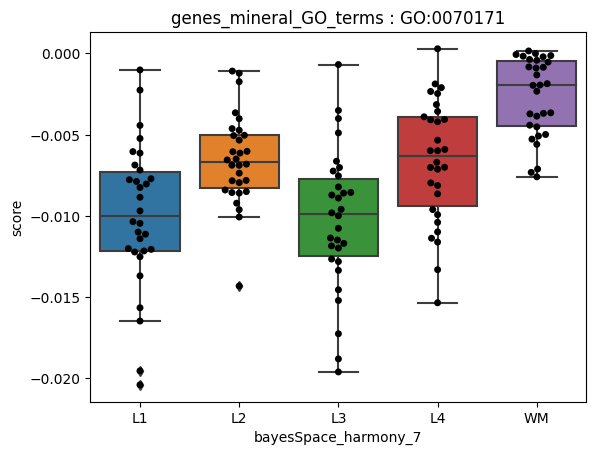 genes_mineral_GO_terms : GO:0070171
0.000
−0.005
−0.010
−0.015
−0.020
score
L1 L2 L3 L4 WM
bayesSpace_harmony_7